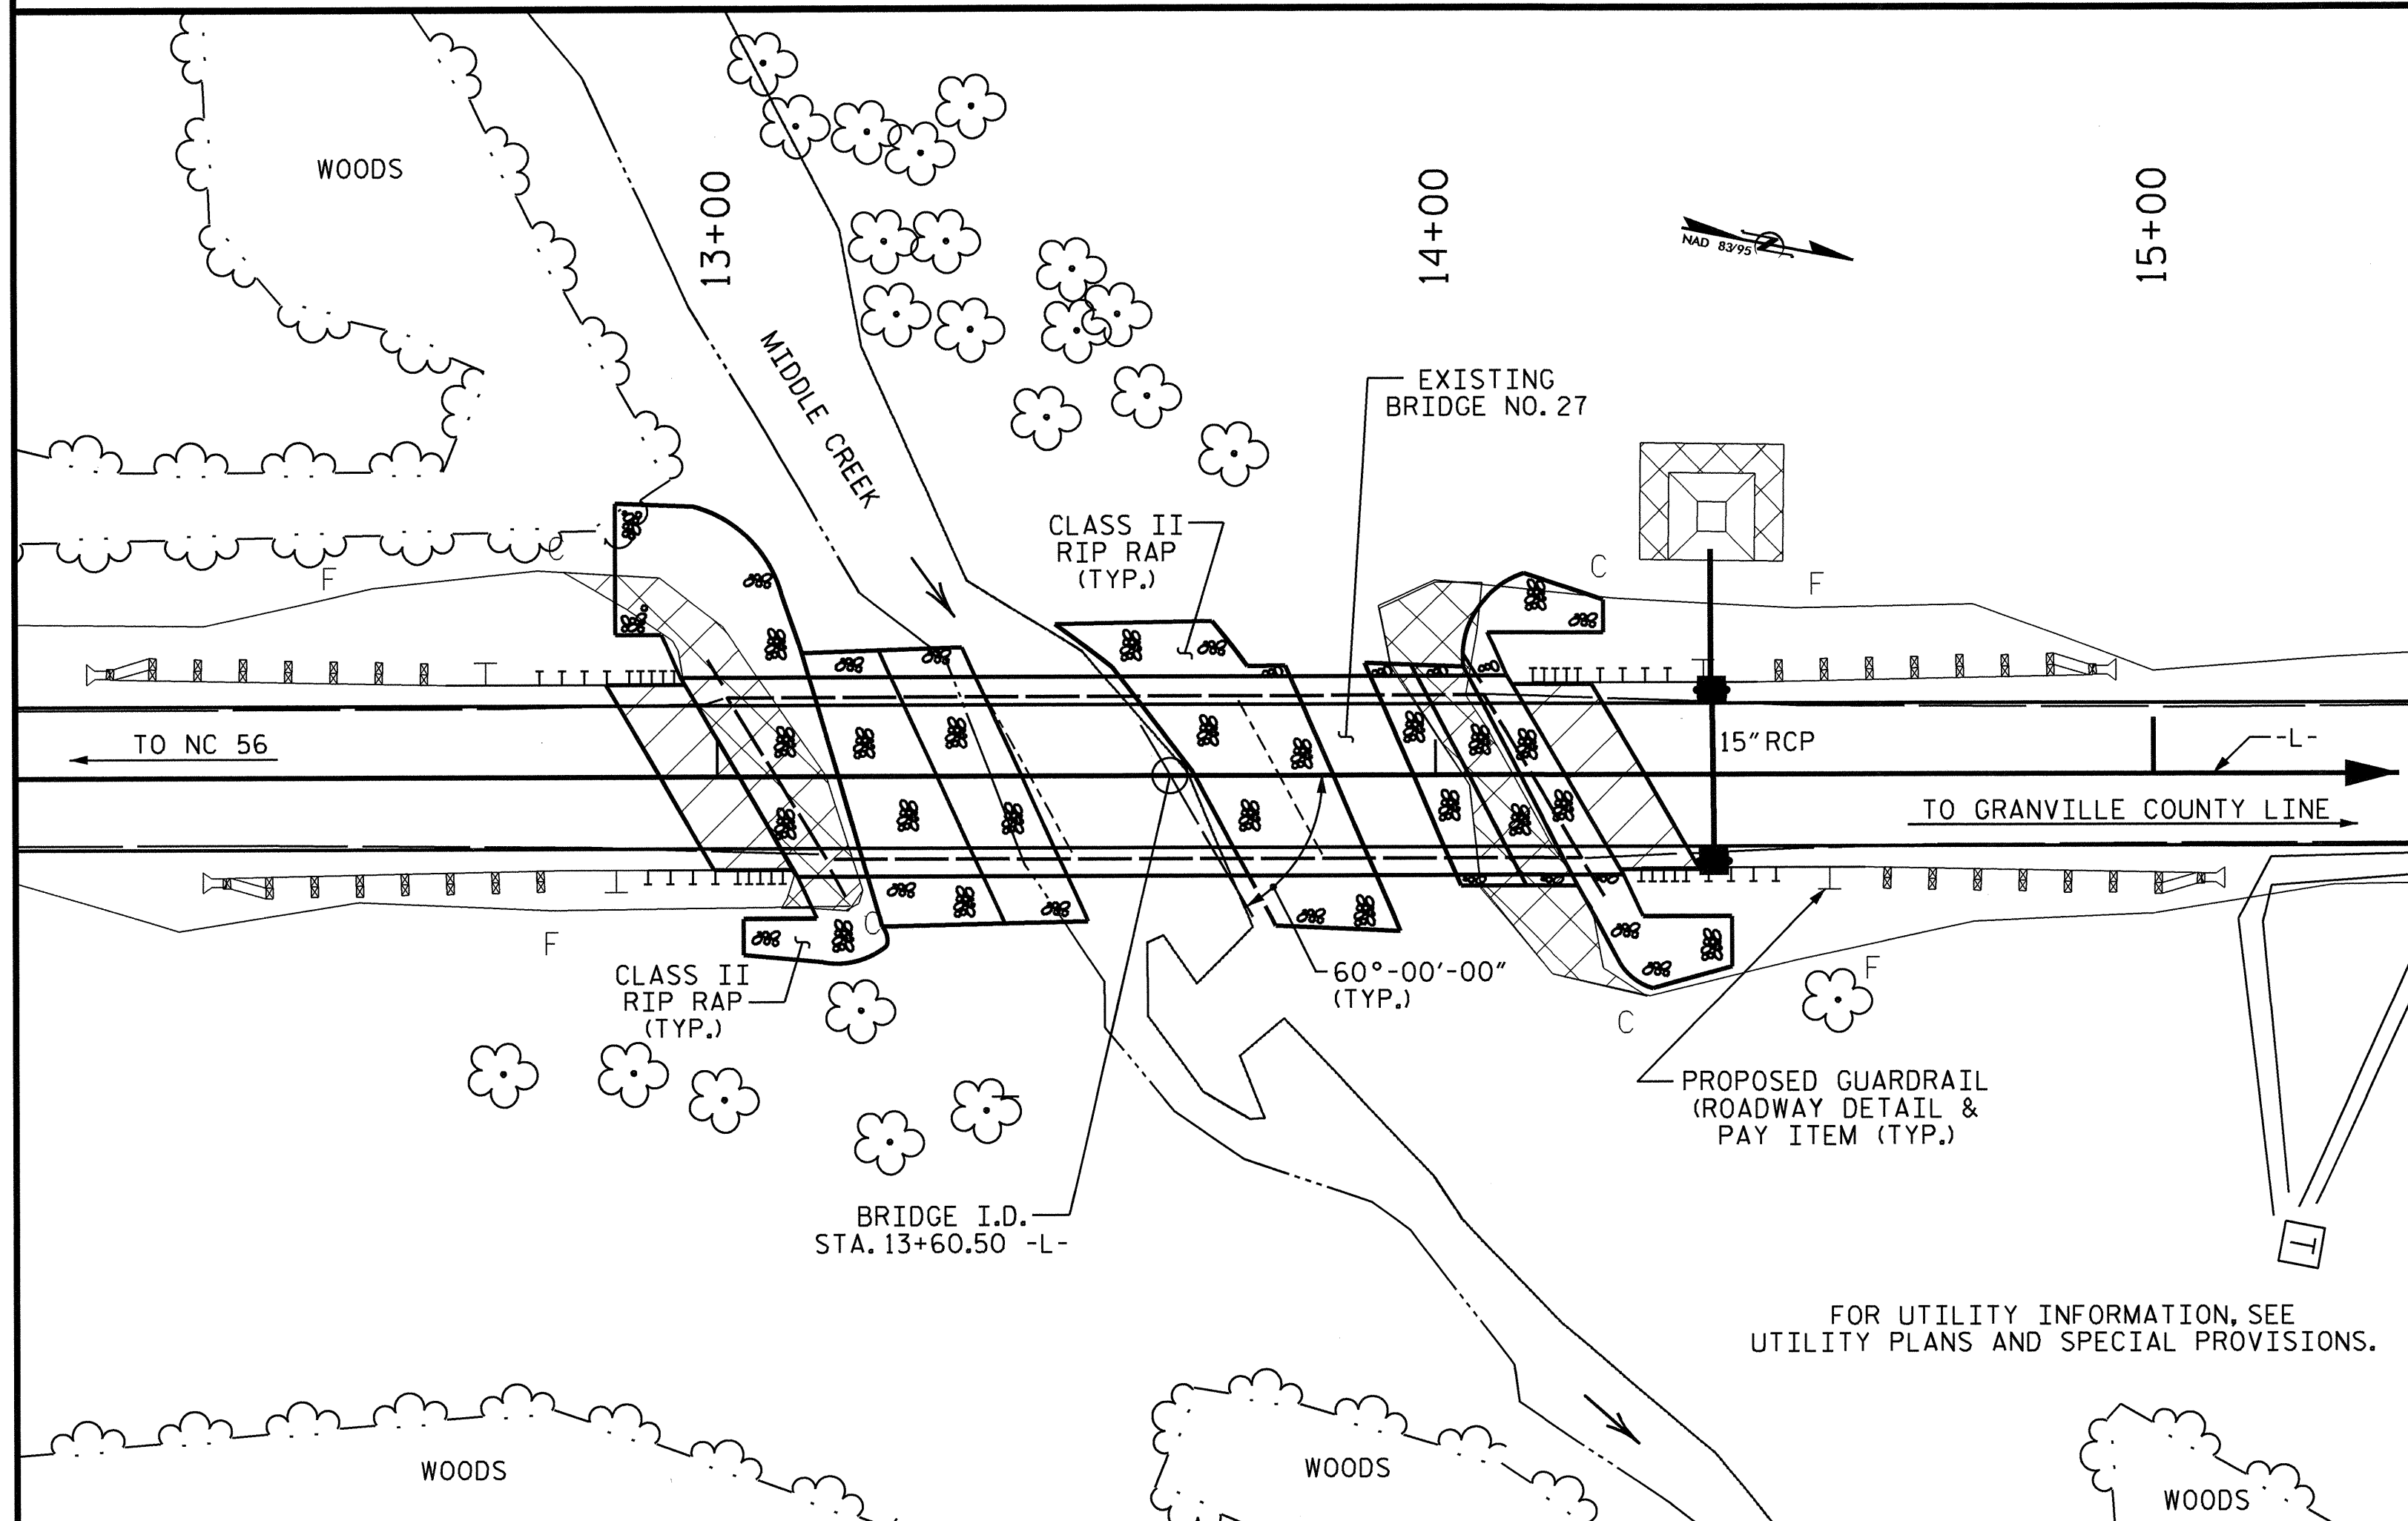 WOODS
13+00
14+00
15+00
NAD 83/95
MIDDLE CREEK
EXISTING
BRIDGE NO. 27
CLASS II
RIP RAP
(TYP.)
C
F
C
F
TO NC 56
15" RCP
-L-
TO GRANVILLE COUNTY LINE
C
F
CLASS II
RIP RAP
(TYP.)
60°-00'-00"
(TYP.)
F
C
PROPOSED GUARDRAIL
(ROADWAY DETAIL &
PAY ITEM (TYP.)
BRIDGE I.D.
STA. 13+60.50 -L-
T
FOR UTILITY INFORMATION, SEE
UTILITY PLANS AND SPECIAL PROVISIONS.
WOODS
WOODS
WOODS